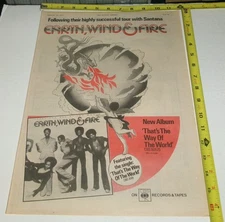 Following their highly successful tour with Santana
EARTH, WIND & FIRE
EARTH, WIND & FIRE
New Album
'That's The
Way Of
The World'
Featuring
the single
'That's The
Way Of
The World'
ON
CBS
RECORDS & TAPES